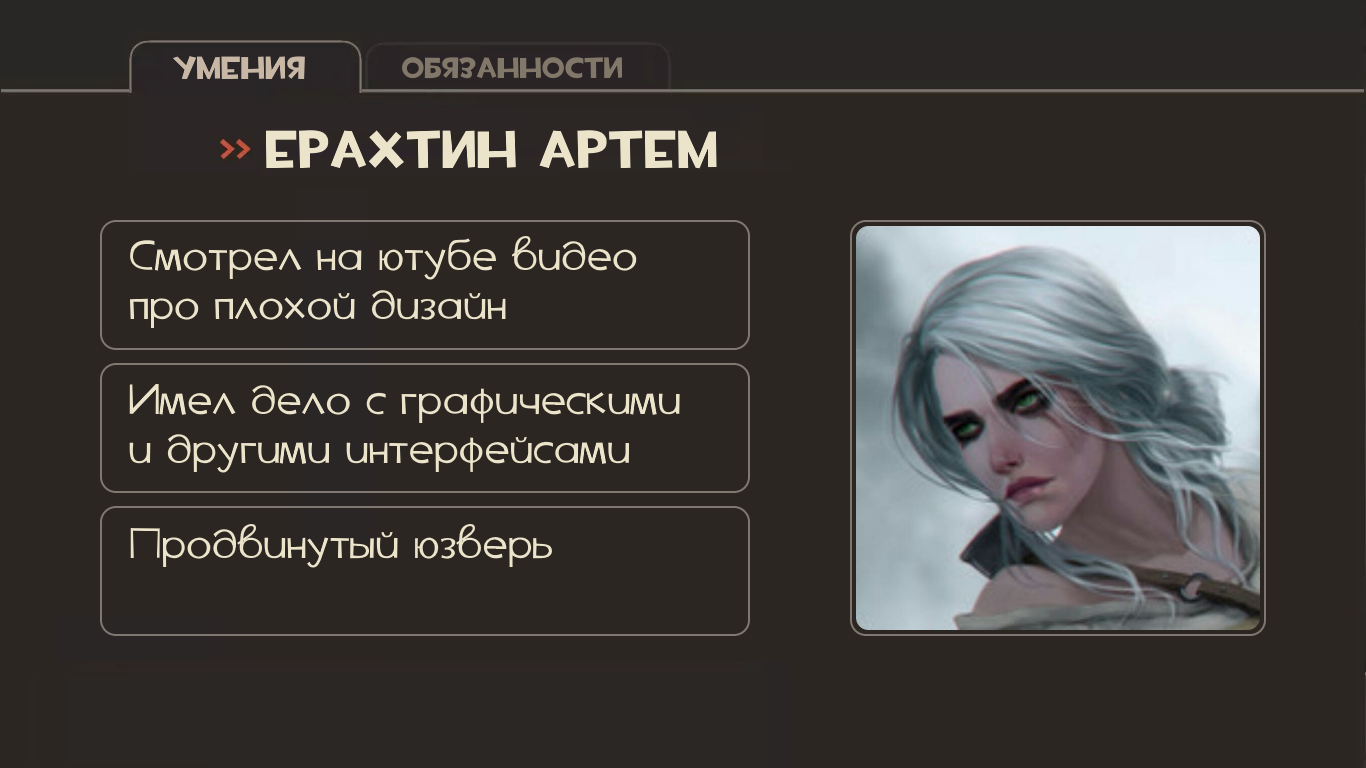 УМЕНИЯ ОБЯЗАННОСТИ
>> ЕРАХТИН АРТЕМ
Смотрел на ютубе видео
про плохой дизайн
Имел дело с графическими
и другими интерфейсами
Продвинутый юзверь